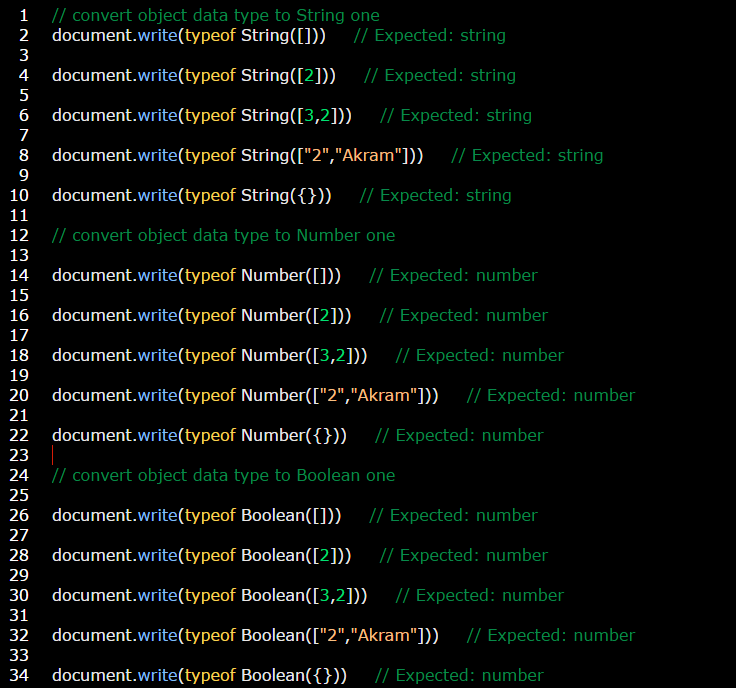 1 // convert object data type to String one
2 document.write(typeof String([])) // Expected: string
3
4 document.write(typeof String([2])) // Expected: string
5
6 document.write(typeof String([3,2])) // Expected: string
7
8 document.write(typeof String(["2","Akram"])) // Expected: string
9
10 document.write(typeof String({})) // Expected: string
11
12 // convert object data type to Number one
13
14 document.write(typeof Number([])) // Expected: number
15
16 document.write(typeof Number([2])) // Expected: number
17
18 document.write(typeof Number([3,2])) // Expected: number
19
20 document.write(typeof Number(["2","Akram"])) // Expected: number
21
22 document.write(typeof Number({})) // Expected: number
23
24 // convert object data type to Boolean one
25
26 document.write(typeof Boolean([])) // Expected: number
27
28 document.write(typeof Boolean([2])) // Expected: number
29
30 document.write(typeof Boolean([3,2])) // Expected: number
31
32 document.write(typeof Boolean(["2","Akram"])) // Expected: number
33
34 document.write(typeof Boolean({})) // Expected: number